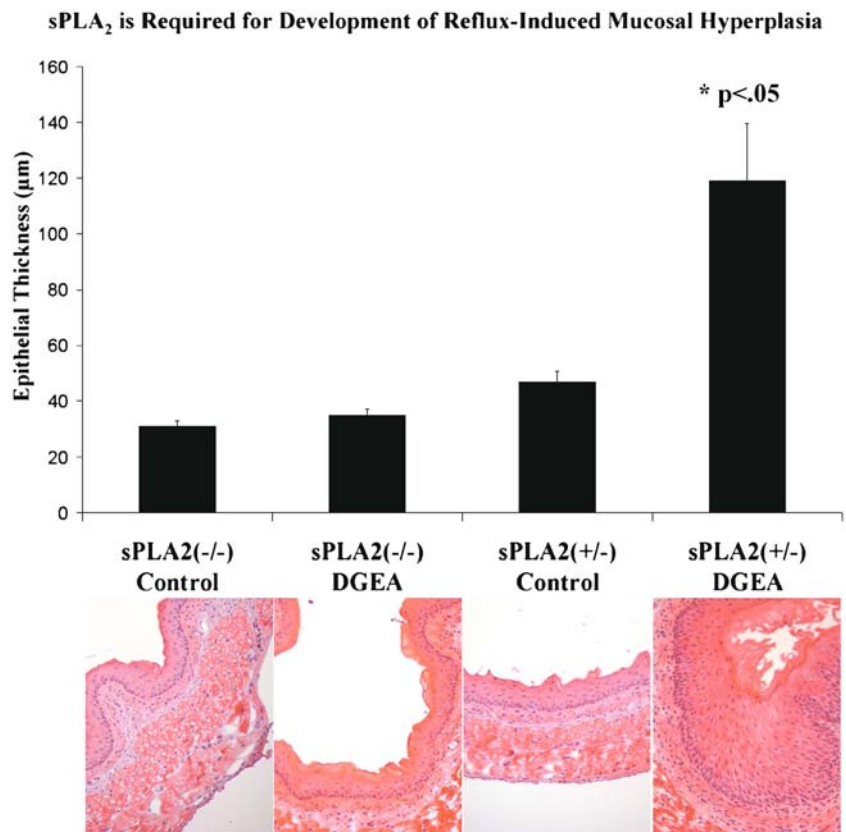 sPLA₂ is Required for Development of Reflux-Induced Mucosal Hyperplasia
160
140
120
100
80
60
40
20
0
Epithelial Thickness (µm)
* p<.05
sPLA2(-/-)
Control
sPLA2(-/-)
DGEA
sPLA2(+/-)
Control
sPLA2(+/-)
DGEA